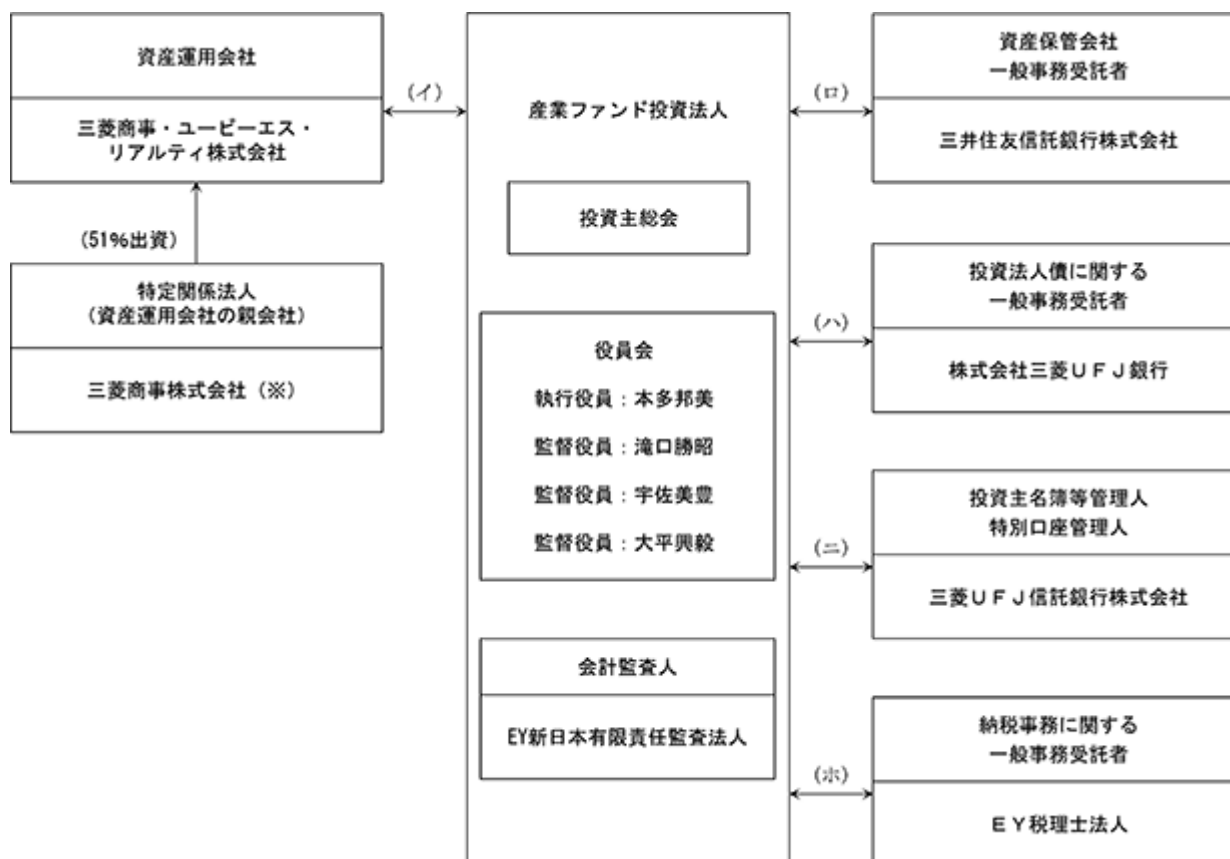 資産運用会社
三菱商事・ユービーエス・
リアルティ株式会社
(イ)
(51%出資)
特定関係法人
(資産運用会社の親会社)
三菱商事株式会社(※)
産業ファンド投資法人
投資主総会
役員会
執行役員:本多邦美
監督役員:滝口勝昭
監督役員:宇佐美豊
監督役員:大平興毅
会計監査人
EY新日本有限責任監査法人
(ロ)
資産保管会社
一般事務受託者
三井住友信託銀行株式会社
(ハ)
投資法人債に関する
一般事務受託者
株式会社三菱UFJ銀行
(ニ)
投資主名簿等管理人
特別口座管理人
三菱UFJ信託銀行株式会社
(ホ)
納税事務に関する
一般事務受託者
EY税理士法人